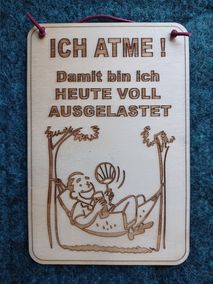 ICH ATME !
Damit bin ich
HEUTE VOLL
AUSGELASTET